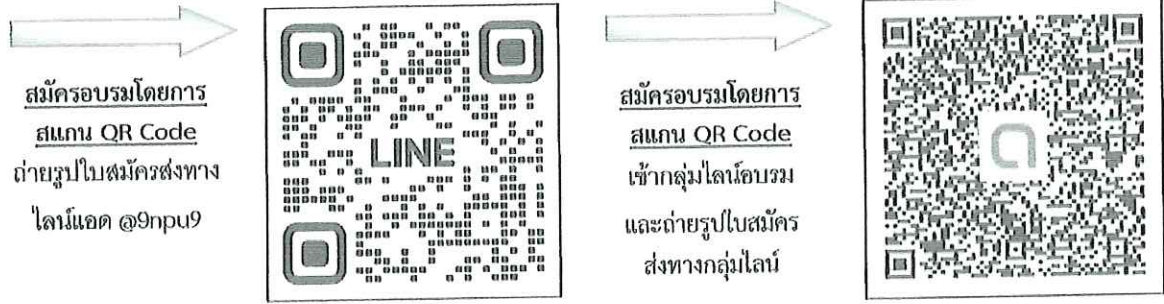 สมัครอบรมโดยการ
สแกน QR Code
ถ่ายรูปใบสมัครส่งทาง
ไลน์แอด @9npu9
LINE
สมัครอบรมโดยการ
สแกน QR Code
เข้ากลุ่มไลน์อบรม
และถ่ายรูปใบสมัคร
ส่งทางกลุ่มไลน์